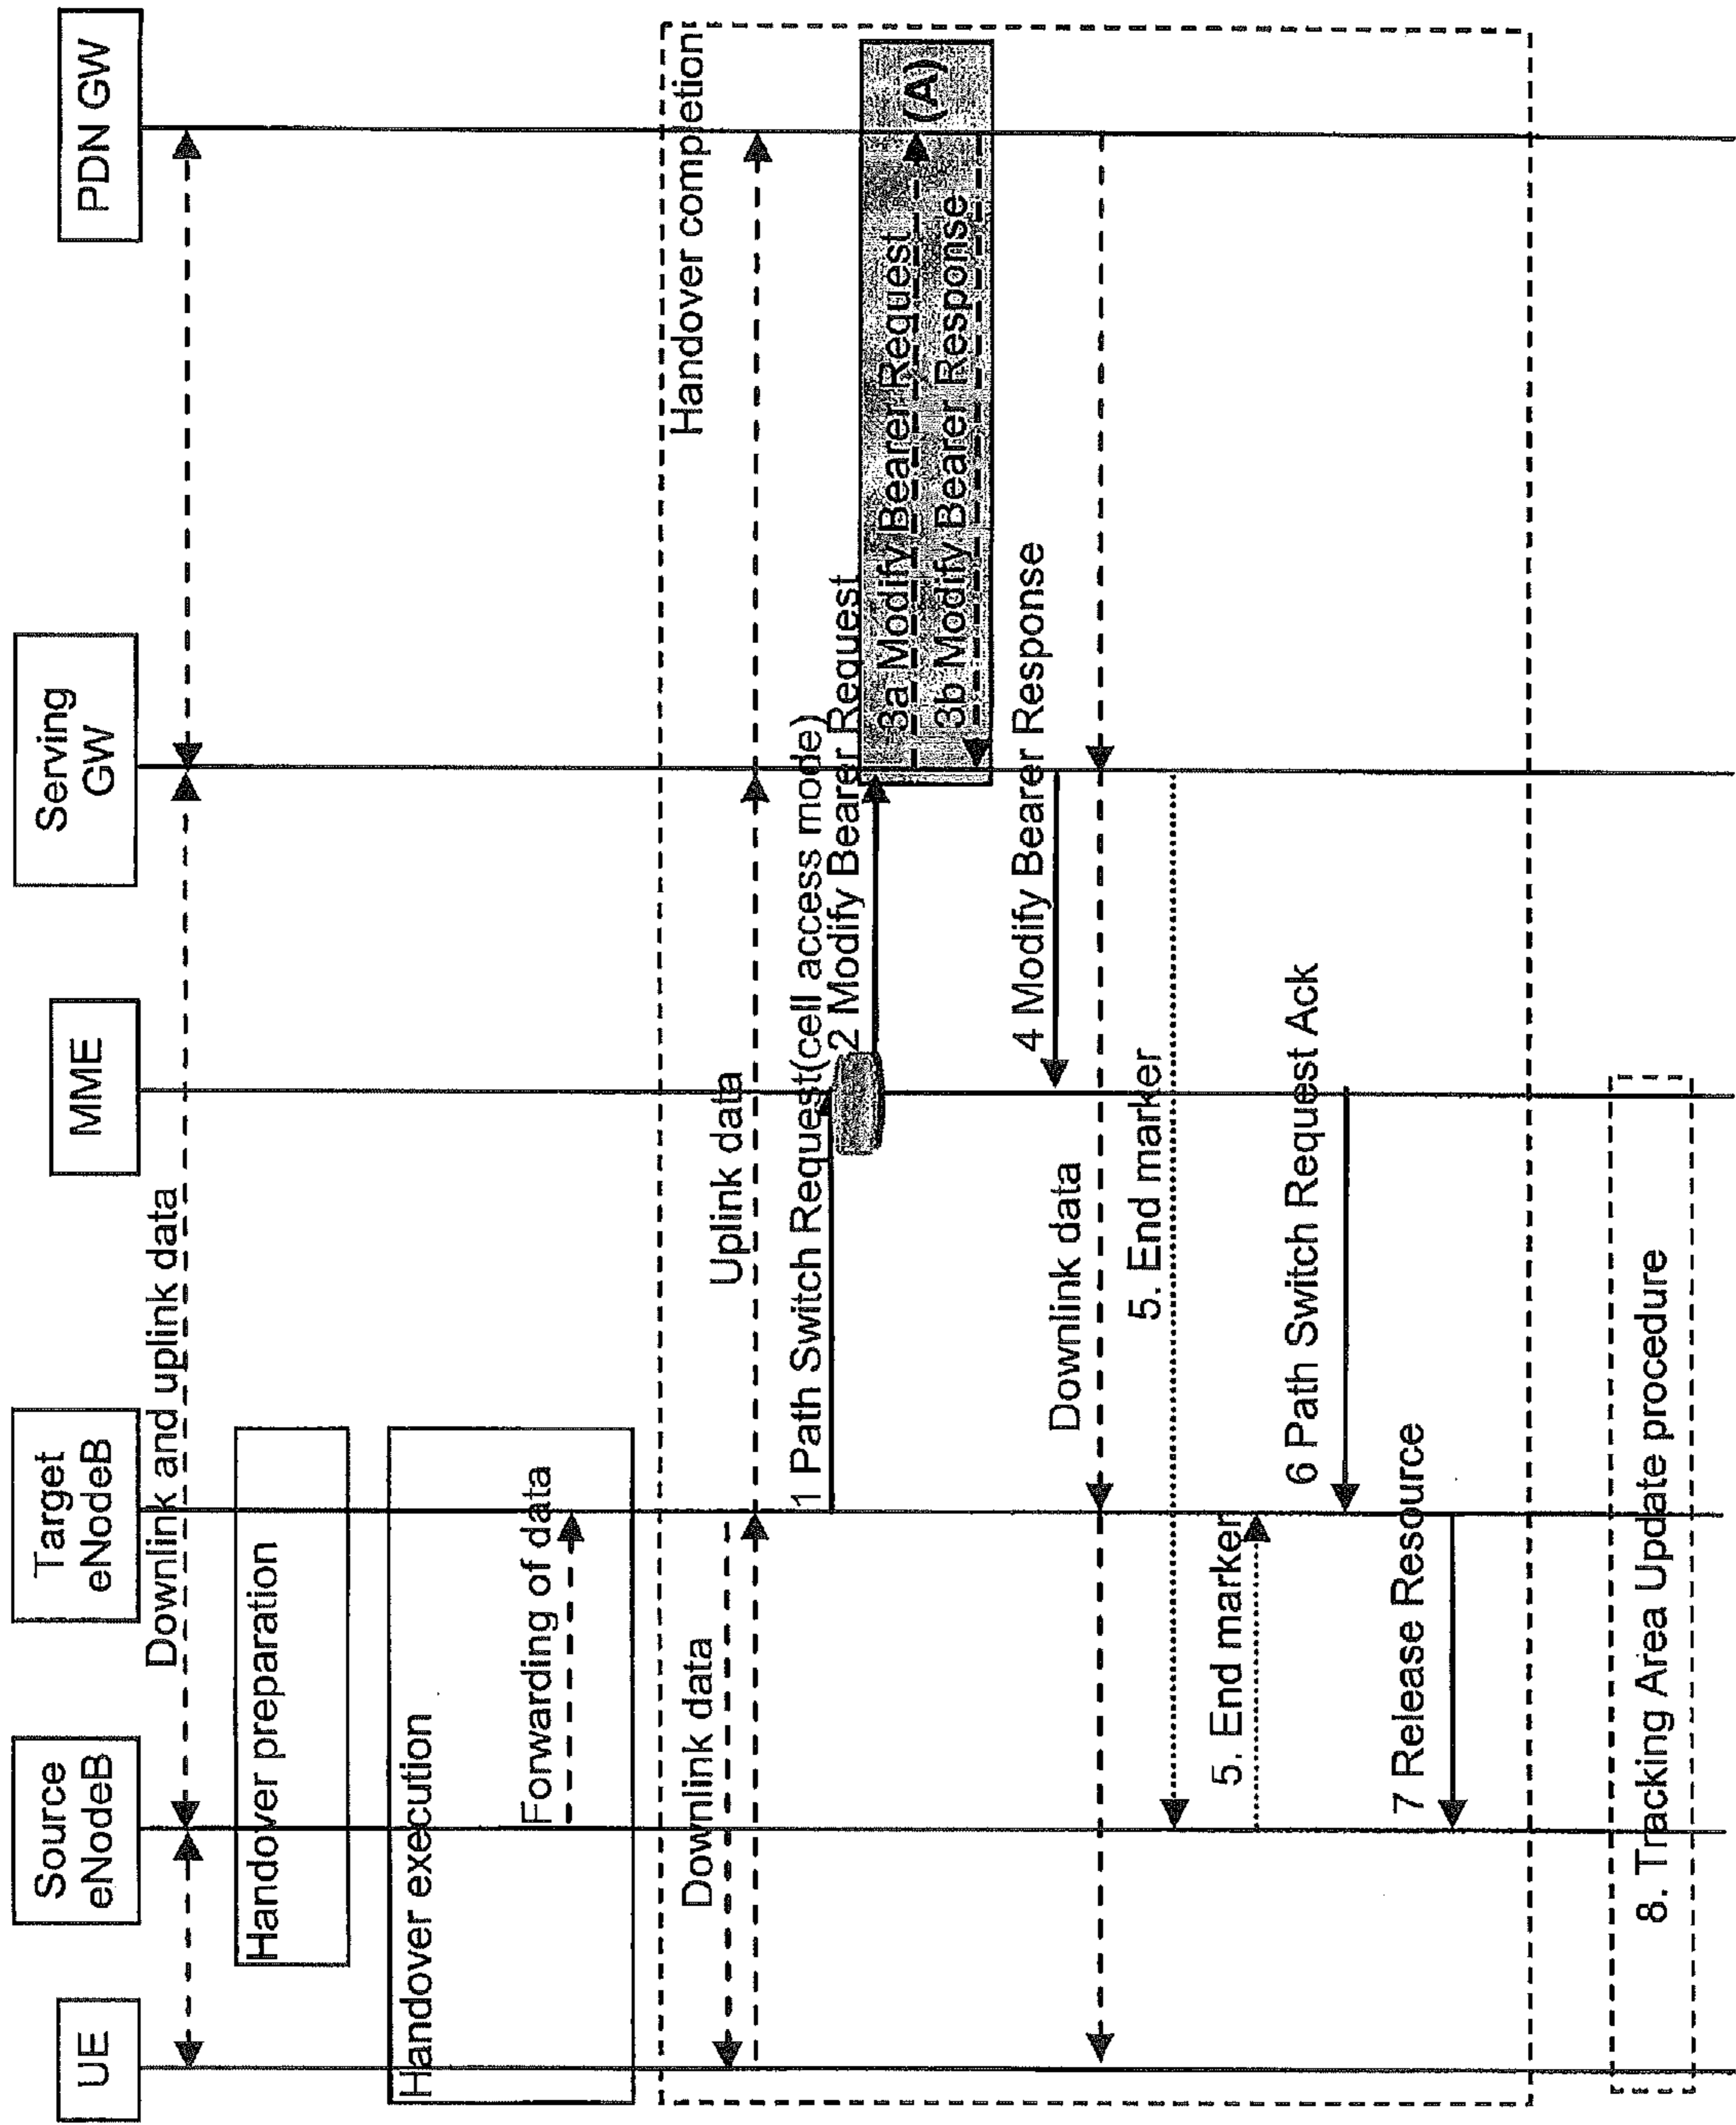 UE
Source
eNodeB
Target
eNodeB
MME
Serving
GW
PDN GW
Downlink and uplink data
Handover preparation
Handover execution
Forwarding of data
Handover completion
Downlink data
Uplink data
1 Path Switch Request(cell access mode)
2 Modify Bearer Request
3a Modify Bearer Request
(A)
3b Modify Bearer Response
4 Modify Bearer Response
Downlink data
5. End marker
5. End marker
6 Path Switch Request Ack
7 Release Resource
8. Tracking Area Update procedure